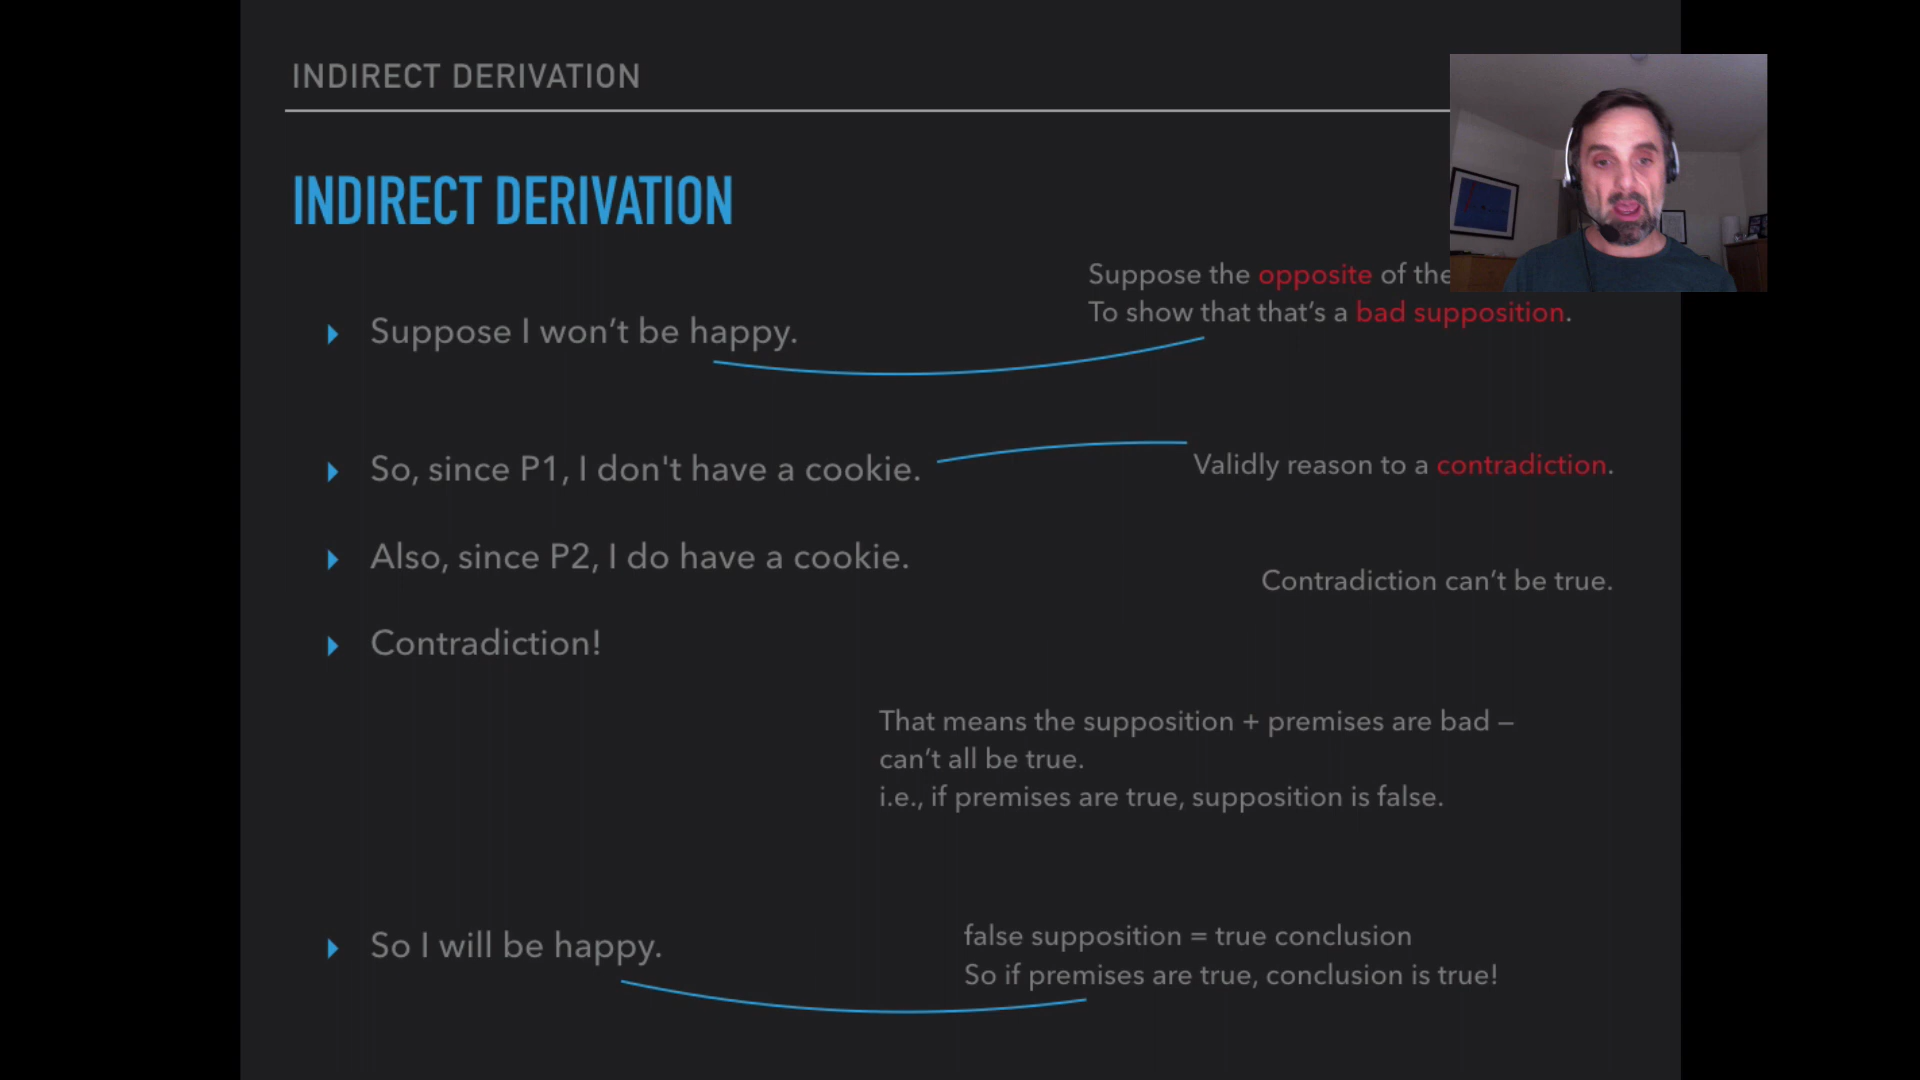 INDIRECT DERIVATION
INDIRECT DERIVATION
Suppose the opposite of the
To show that that’s a bad supposition.
Suppose I won’t be happy.
So, since P1, I don't have a cookie.
Validly reason to a contradiction.
Also, since P2, I do have a cookie.
Contradiction can’t be true.
Contradiction!
That means the supposition + premises are bad –
can’t all be true.
i.e., if premises are true, supposition is false.
So I will be happy.
false supposition = true conclusion
So if premises are true, conclusion is true!